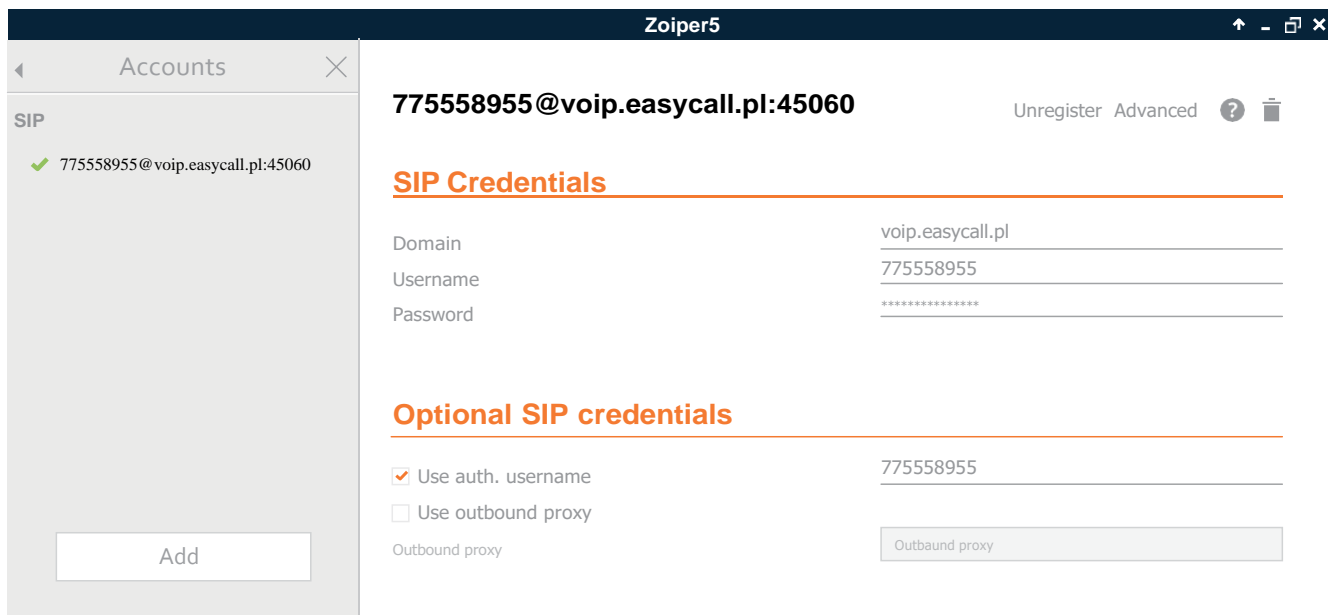 Zoiper5
Accounts
SIP
775558955@voip.easycall.pl:45060
Add
775558955@voip.easycall.pl:45060
Unregister Advanced ?
SIP Credentials
Domain voip.easycall.pl
Username 775558955
Password ***************
Optional SIP credentials
Use auth. username 775558955
Use outbound proxy
Outbound proxy Outbaund proxy